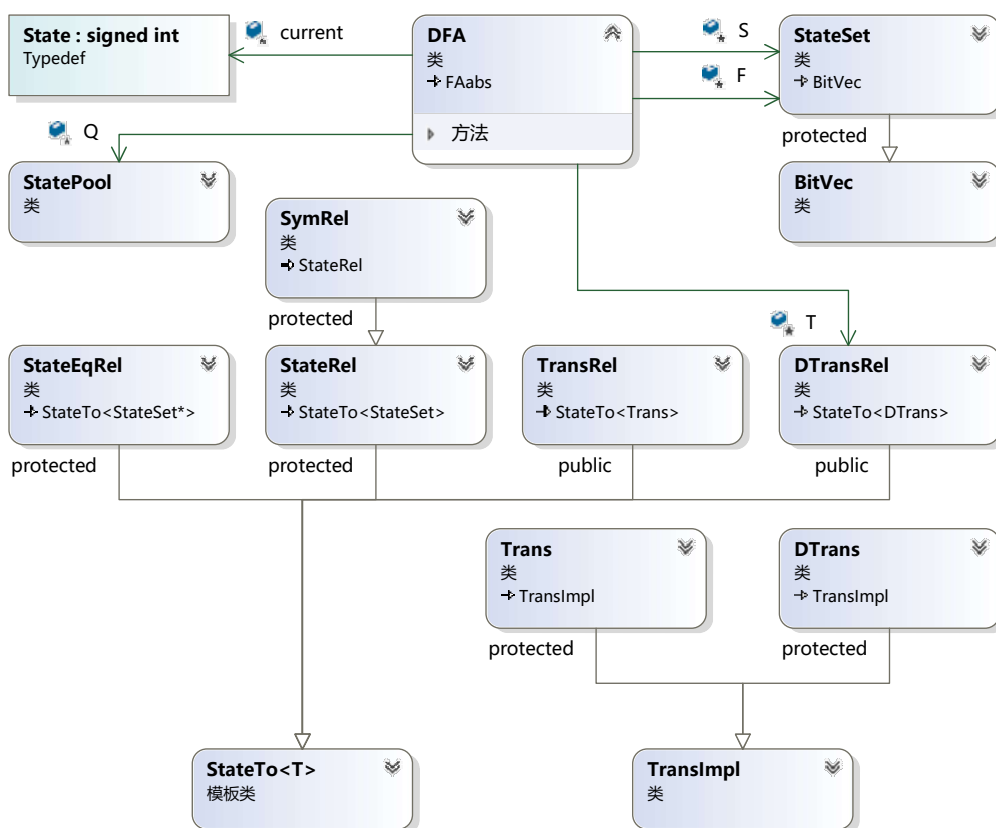 State : signed int
Typedef
current
DFA
类
FAabs
方法
S
F
StateSet
类
BitVec
protected
Q
StatePool
类
BitVec
类
SymRel
类
StateRel
protected
T
StateEqRel
类
StateTo<StateSet*>
protected
StateRel
类
StateTo<StateSet>
protected
TransRel
类
StateTo<Trans>
public
DTransRel
类
StateTo<DTrans>
public
Trans
类
TransImpl
protected
DTrans
类
TransImpl
protected
StateTo<T>
模板类
TransImpl
类